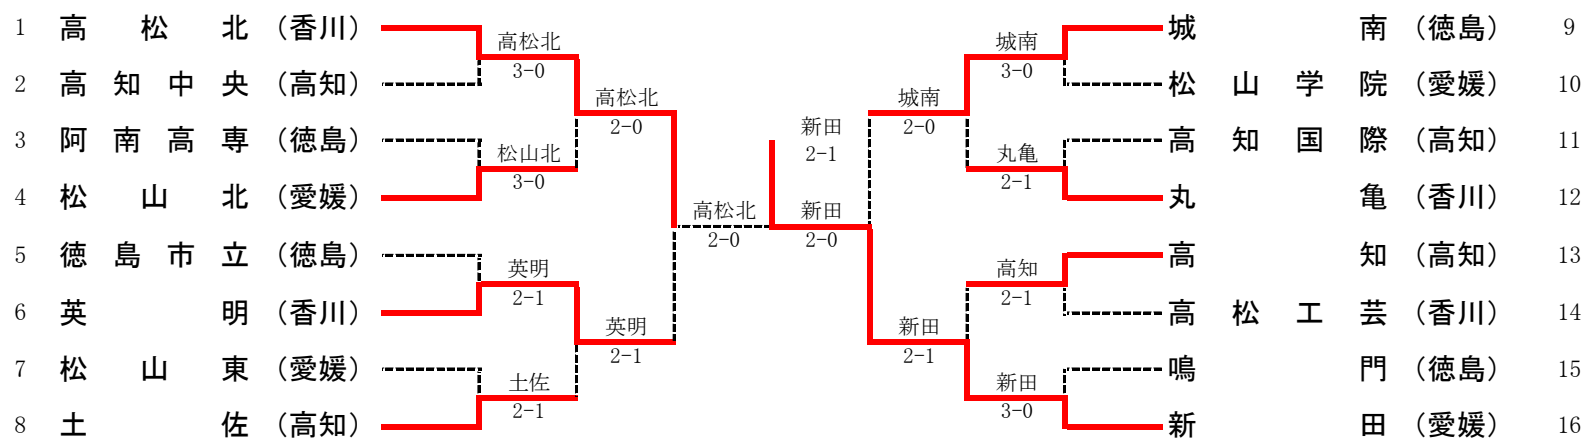 1 高松北（香川）
2 高知中央（高知）
3 阿南高専（徳島）
4 松山北（愛媛）
5 徳島市立（徳島）
6 英明（香川）
7 松山東（愛媛）
8 土佐（高知）
高松北
3-0
松山北
3-0
英明
2-1
土佐
2-1
高松北
2-0
英明
2-1
高松北
2-0
新田
2-1
新田
2-0
城南
2-0
新田
2-1
城南
3-0
丸亀
2-1
高知
2-1
新田
3-0
城南（徳島） 9
松山学院（愛媛） 10
高知国際（高知） 11
丸亀（香川） 12
高知（高知） 13
高松工芸（香川） 14
鳴門（徳島） 15
新田（愛媛） 16